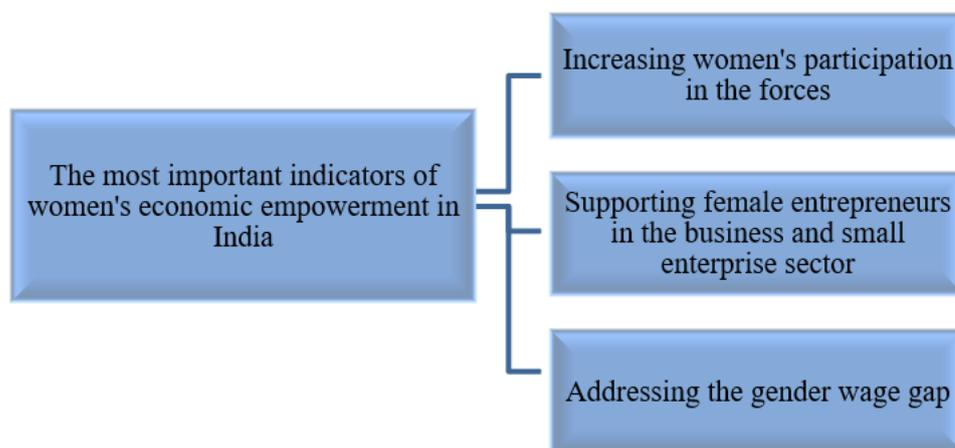 The most important indicators of
women's economic empowerment in
India
Increasing women's participation
in the forces
Supporting female entrepreneurs
in the business and small
enterprise sector
Addressing the gender wage gap